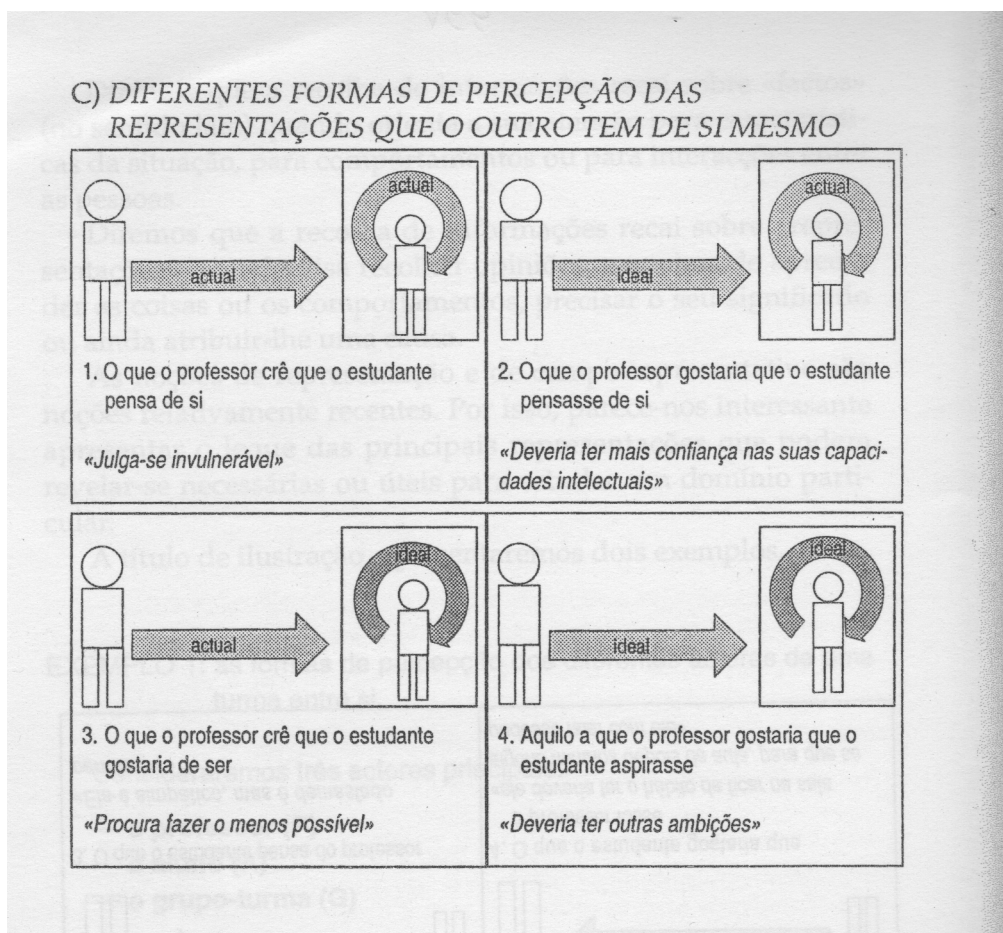 C) DIFERENTES FORMAS DE PERCEPÇÃO DAS
REPRESENTAÇÕES QUE O OUTRO TEM DE SI MESMO
actual
actual
1. O que o professor crê que o estudante
pensa de si
«Julga-se invulnerável»
actual
ideal
2. O que o professor gostaria que o estudante
pensasse de si
«Deveria ter mais confiança nas suas capaci-
dades intelectuais»
ideal
actual
3. O que o professor crê que o estudante
gostaria de ser
«Procura fazer o menos possível»
ideal
ideal
4. Aquilo a que o professor gostaria que o
estudante aspirasse
«Deveria ter outras ambições»